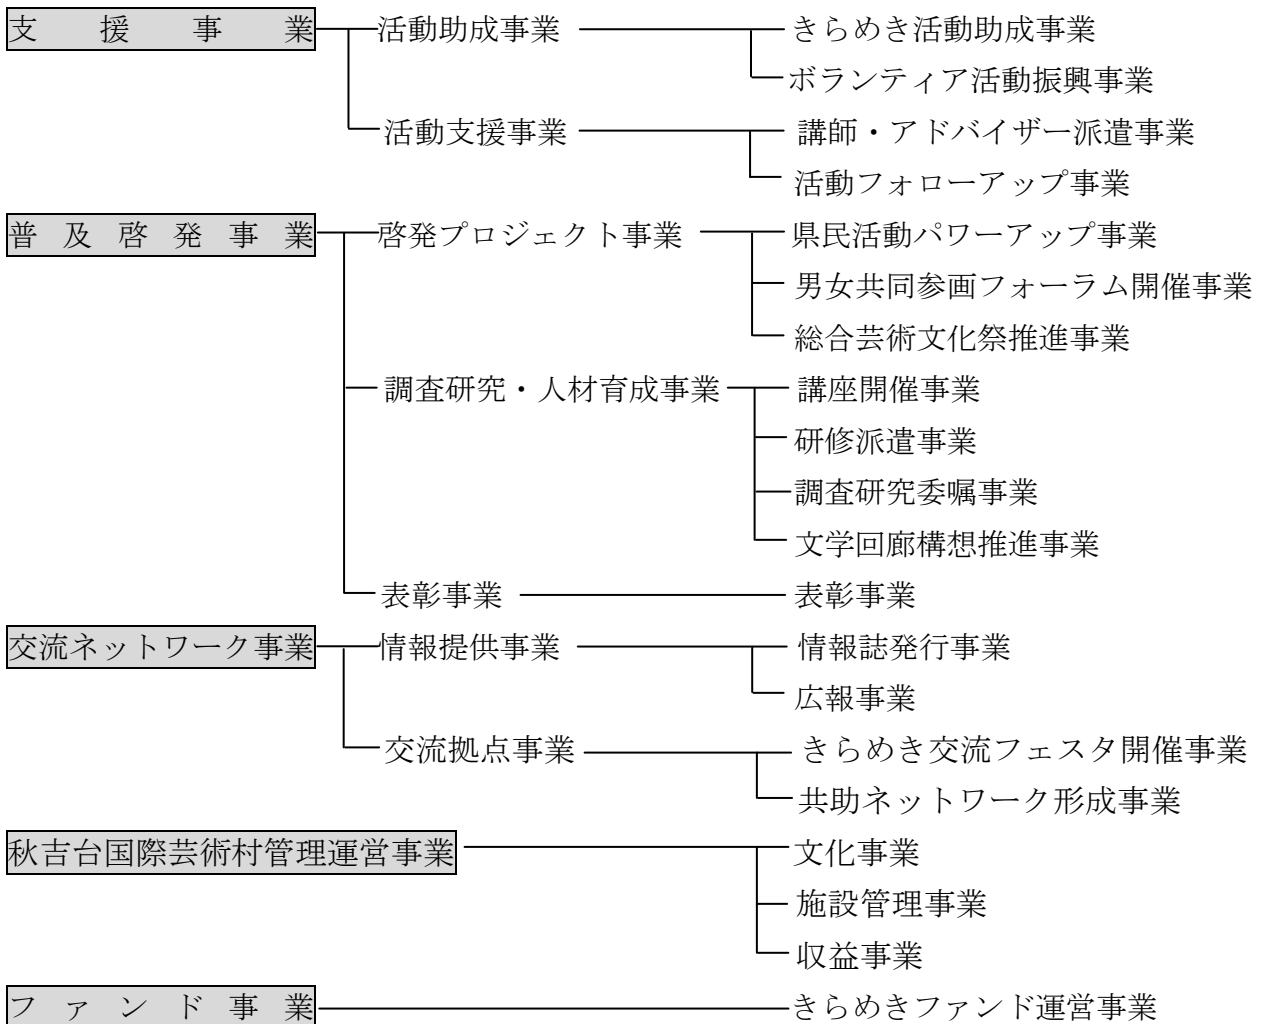 支援事業 活動助成事業 きらめき活動助成事業
ボランティア活動振興事業
活動支援事業 講師・アドバイザー派遣事業
活動フォローアップ事業
普及啓発事業 啓発プロジェクト事業 県民活動パワーアップ事業
男女共同参画フォーラム開催事業
総合芸術文化祭推進事業
調査研究・人材育成事業 講座開催事業
研修派遣事業
調査研究委嘱事業
文学回廊構想推進事業
表彰事業 表彰事業
交流ネットワーク事業 情報提供事業 情報誌発行事業
広報事業
交流拠点事業 きらめき交流フェスタ開催事業
共助ネットワーク形成事業
秋吉台国際芸術村管理運営事業 文化事業
施設管理事業
収益事業
ファンド事業 きらめきファンド運営事業